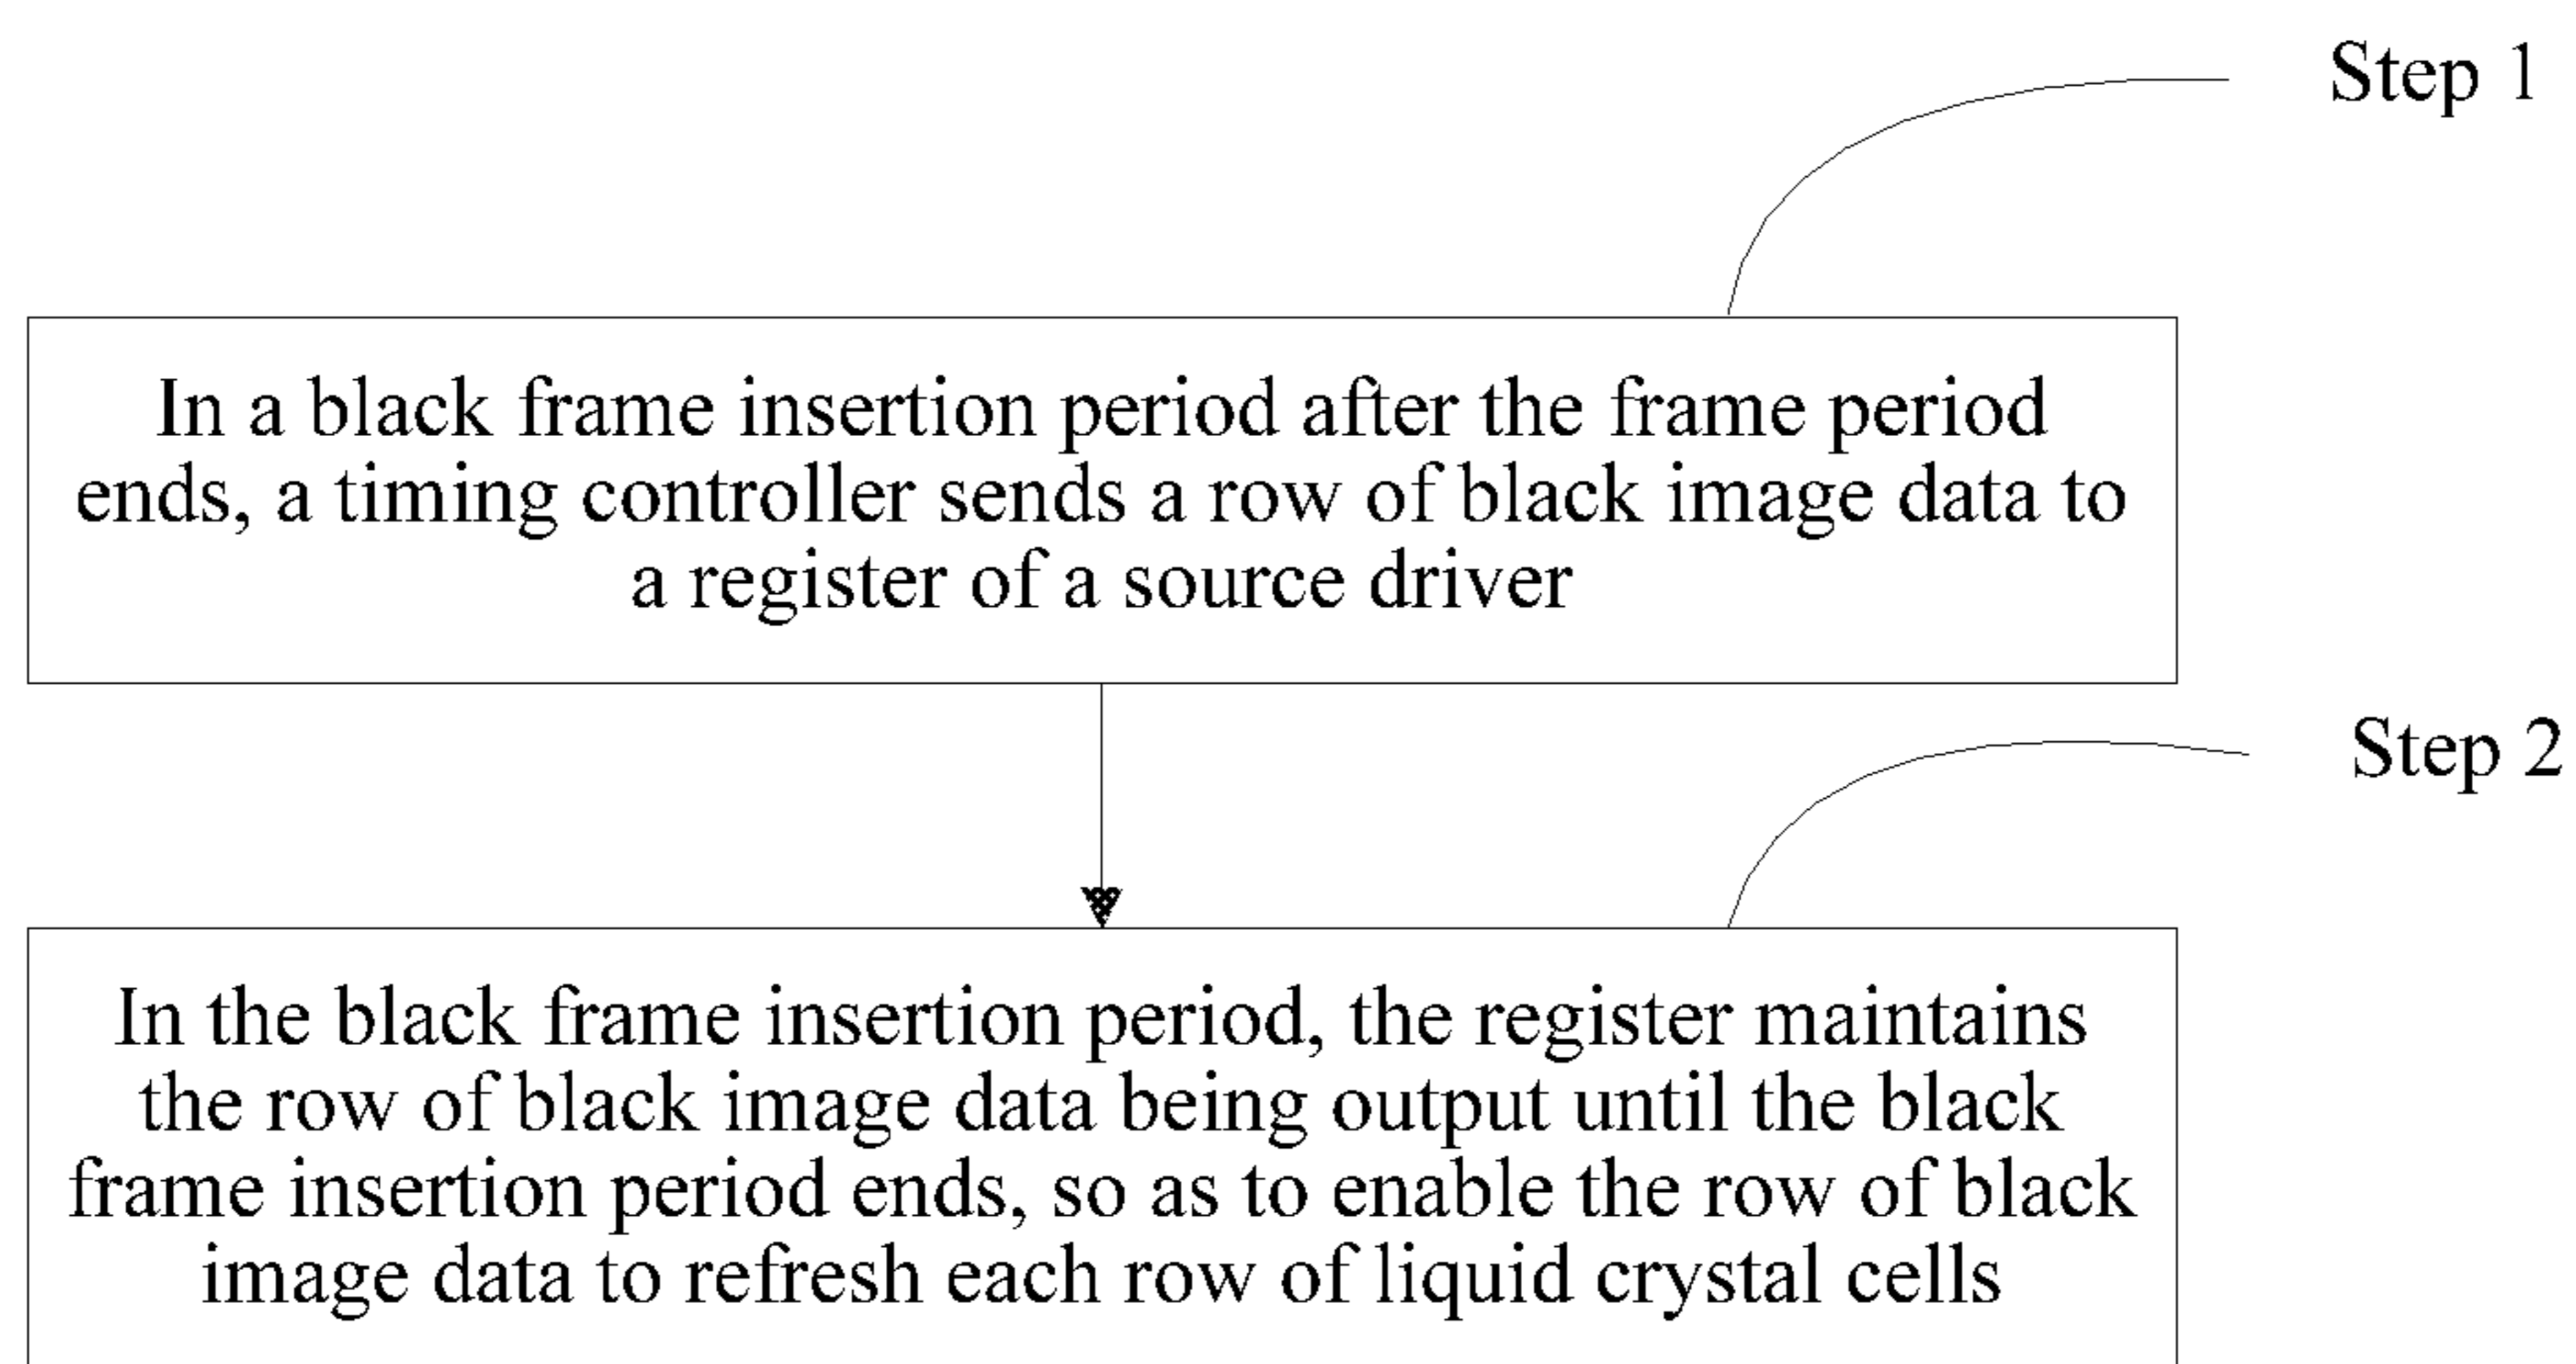 Step 1
In a black frame insertion period after the frame period
ends, a timing controller sends a row of black image data to
a register of a source driver
Step 2
In the black frame insertion period, the register maintains
the row of black image data being output until the black
frame insertion period ends, so as to enable the row of black
image data to refresh each row of liquid crystal cells